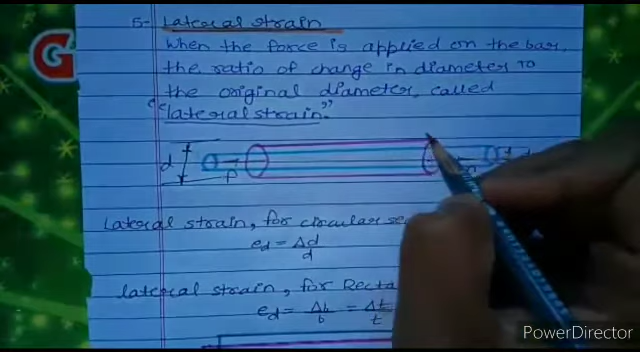 G
5- Lateral strain
When the force is applied on the bar.
the ratio of change in diameter to
the original diameter, called
"lateral strain"
d P
Lateral strain, for circular se
ed = Δd/d
lateral strain, for Recta
ed = Δb/b = Δt/t
PowerDirector